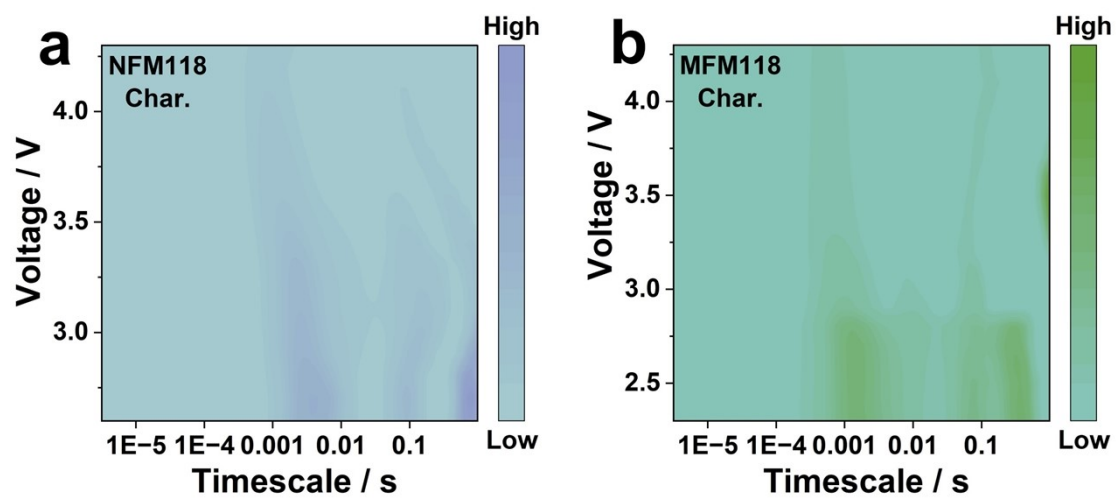 a
NFM118
Char.
High
Low
Voltage / V
4.0
3.5
3.0
1E−5 1E−4 0.001 0.01 0.1
Timescale / s
b
MFM118
Char.
High
Low
Voltage / V
4.0
3.5
3.0
2.5
1E−5 1E−4 0.001 0.01 0.1
Timescale / s